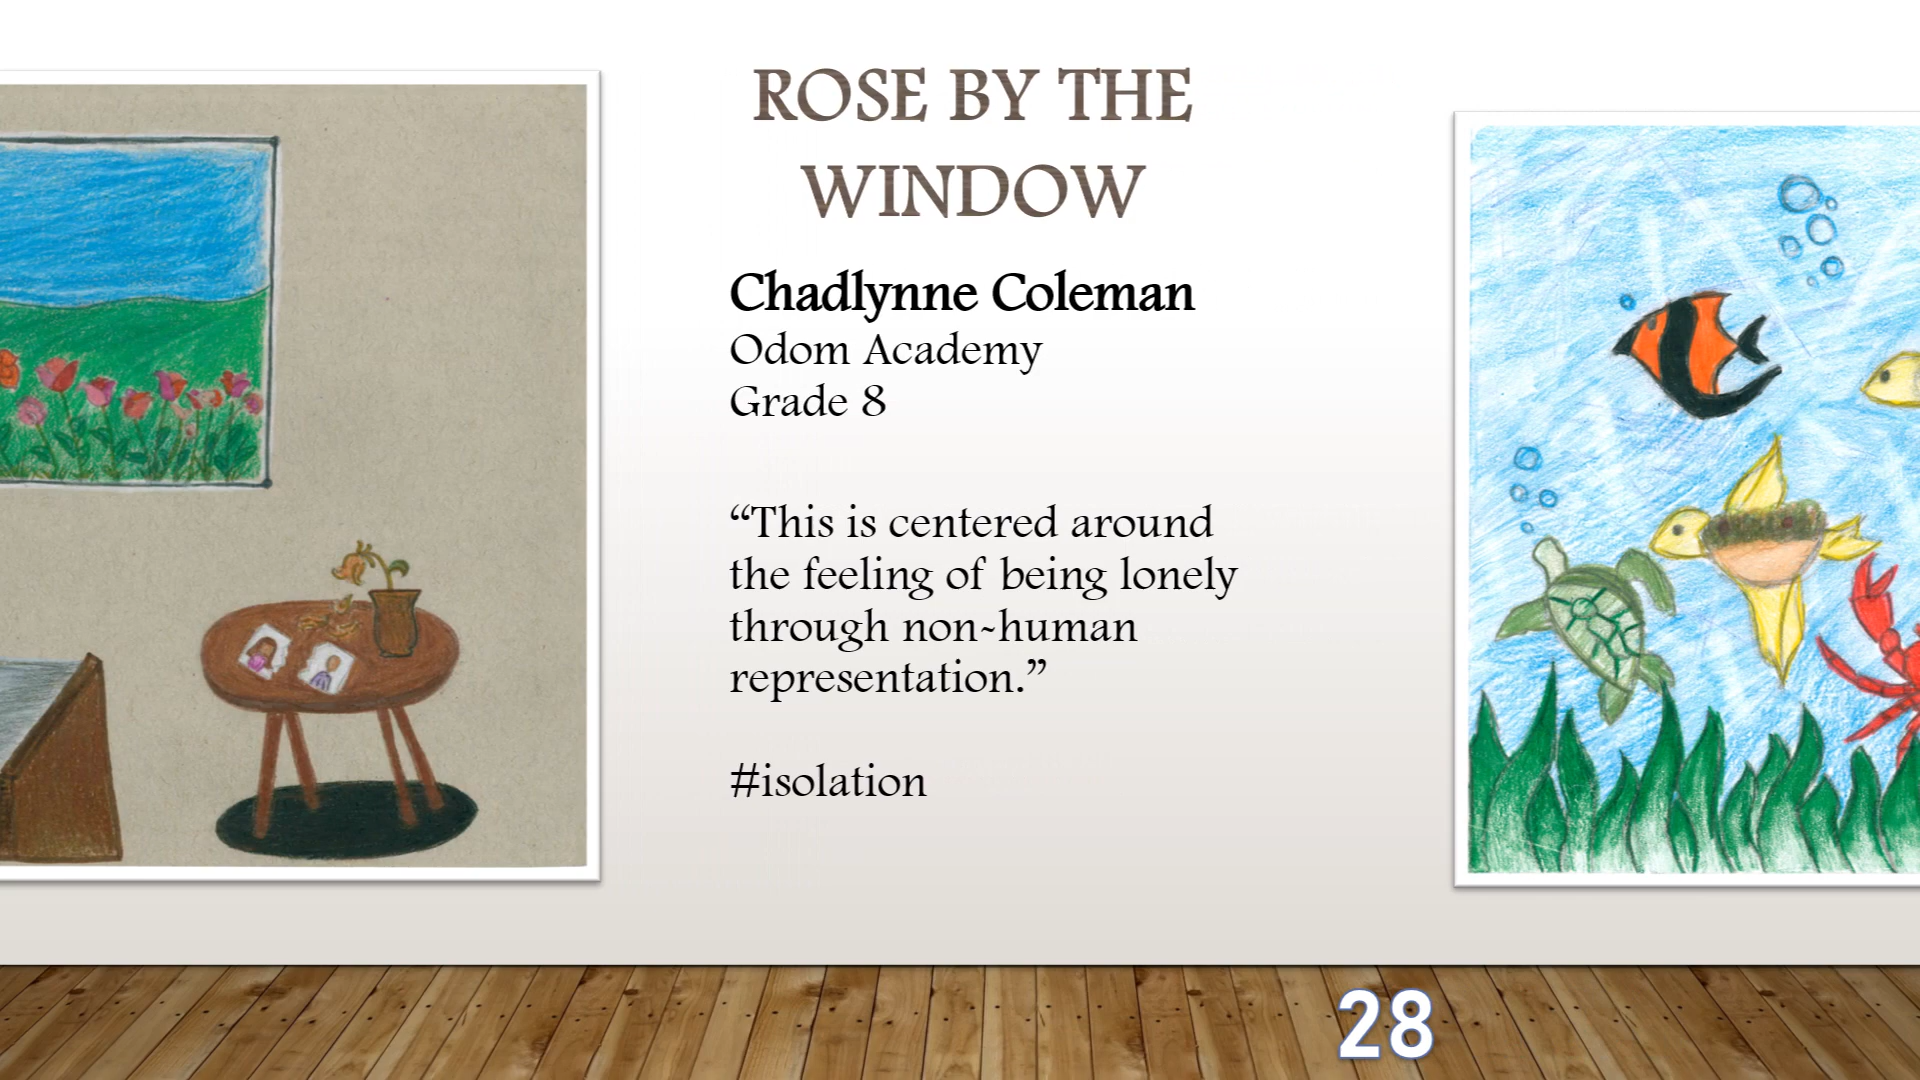 ROSE BY THE
WINDOW
Chadlynne Coleman
Odom Academy
Grade 8
“This is centered around
the feeling of being lonely
through non-human
representation.”
#isolation
28